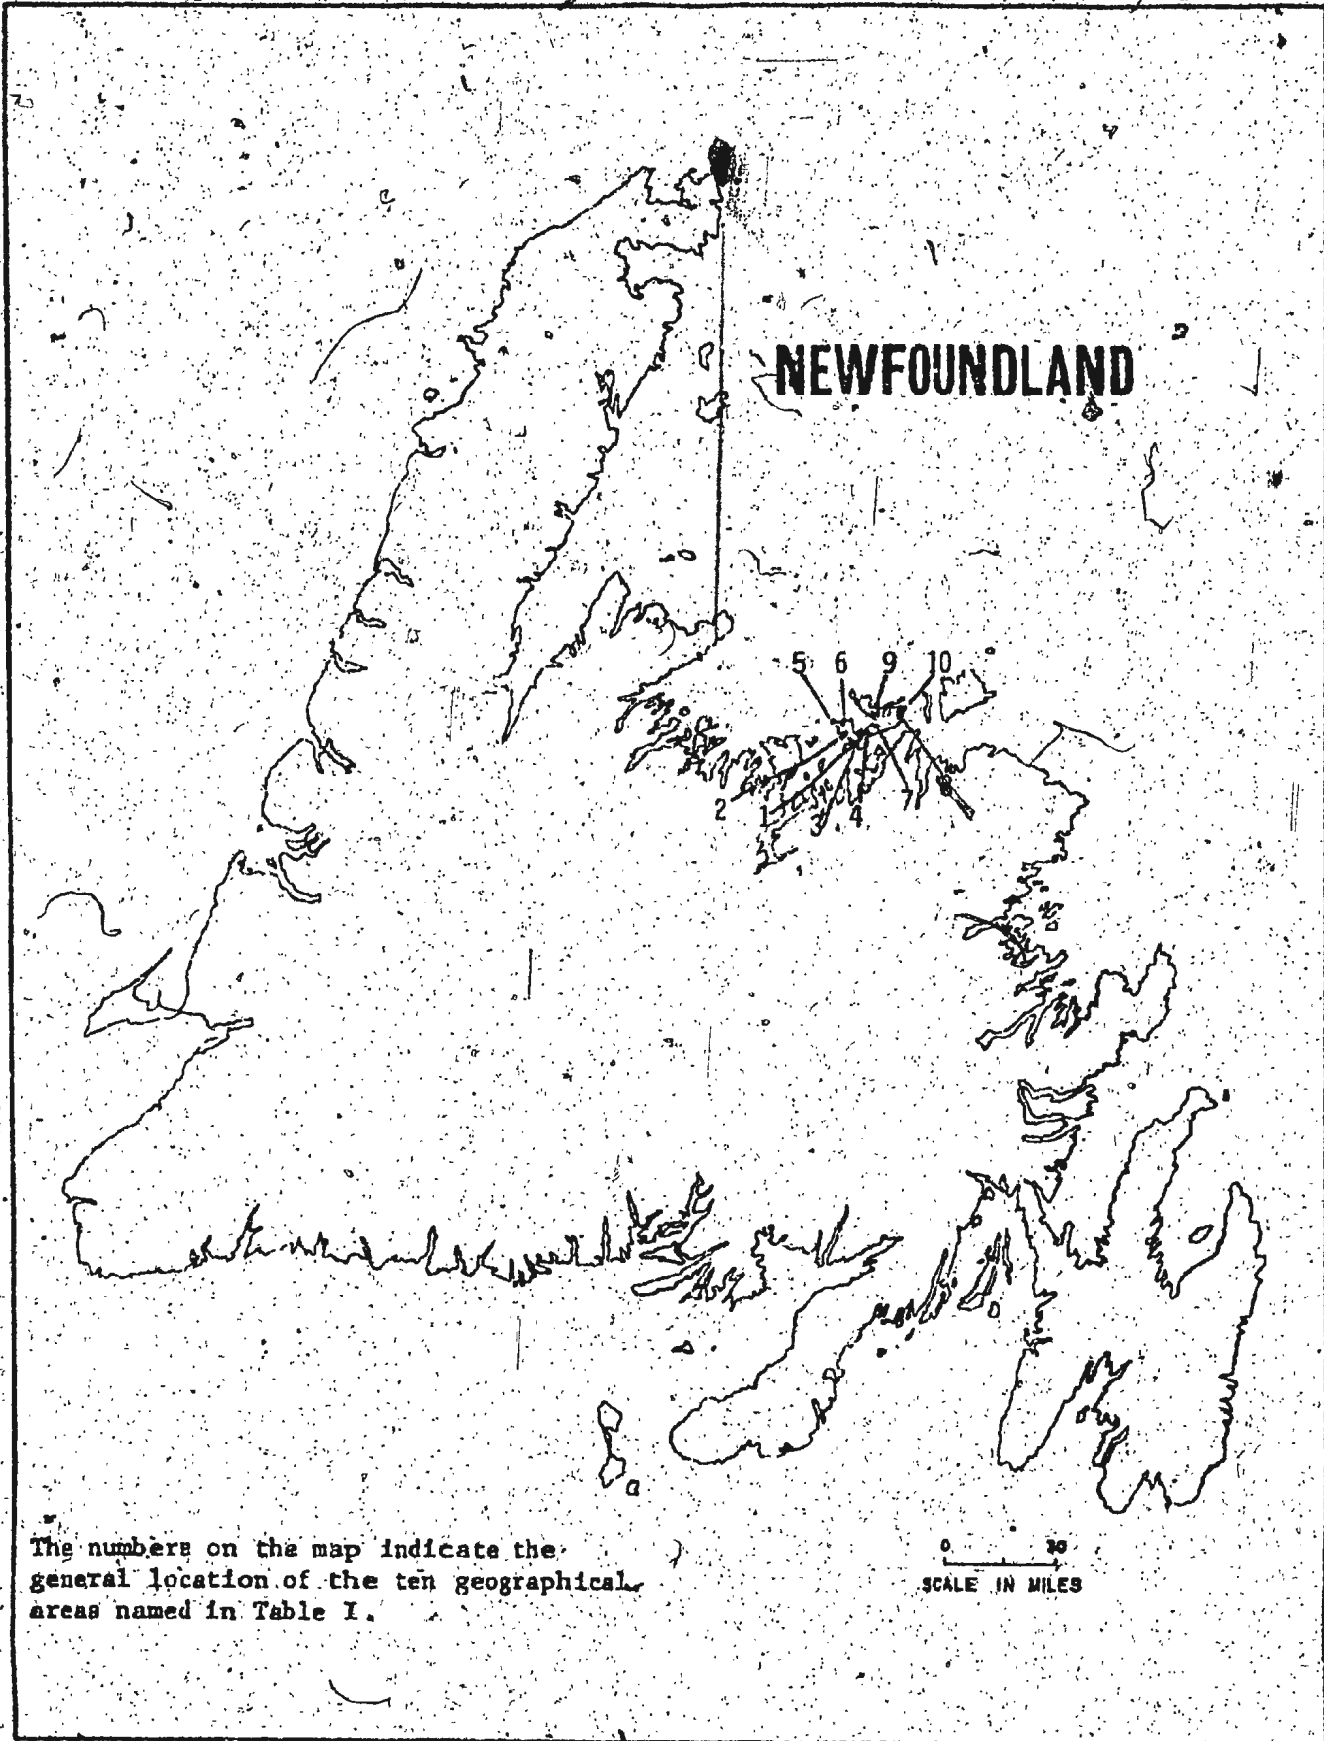 NEWFOUNDLAND
5 6 9 10
2 1 3 4 7
The numbers on the map indicate the
general location of the ten geographical
areas named in Table I.
0 30
SCALE IN MILES